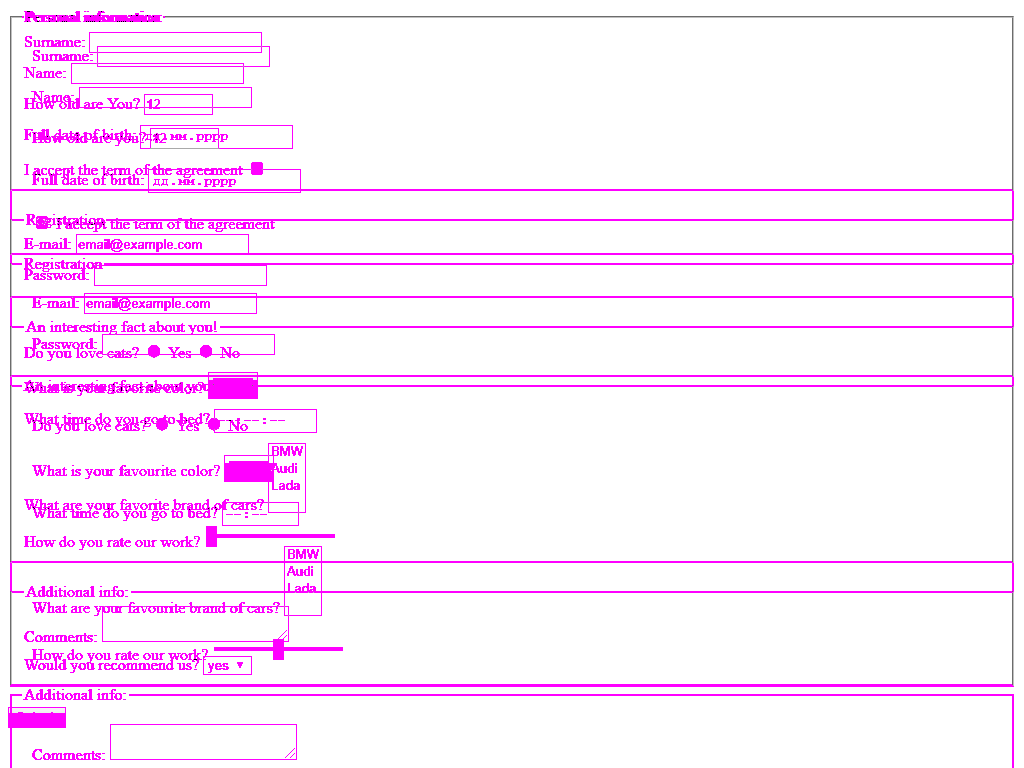 Personal information
Surname:
Surname:
Name:
Name:
How old are You? 12
Full date of birth: дд.мм.рррр
How old are you? 12
I accept the term of the agreement
Full date of birth: дд.мм.рррр
Registration
I accept the term of the agreement
E-mail: email@example.com
Registration
Password:
E-mail: email@example.com
An interesting fact about you!
Password:
Do you love cats? Yes No
An interesting fact about you
What is your favorite color?
What time do you go to bed? --:--
Do you love cats? Yes No
BMW
Audi
Lada
What is your favourite color?
What are your favorite brand of cars?
What time do you go to bed? --:--
How do you rate our work?
BMW
Audi
Lada
Additional info:
What are your favourite brand of cars?
Comments:
How do you rate our work?
Would you recommend us? yes
Additional info:
Comments: